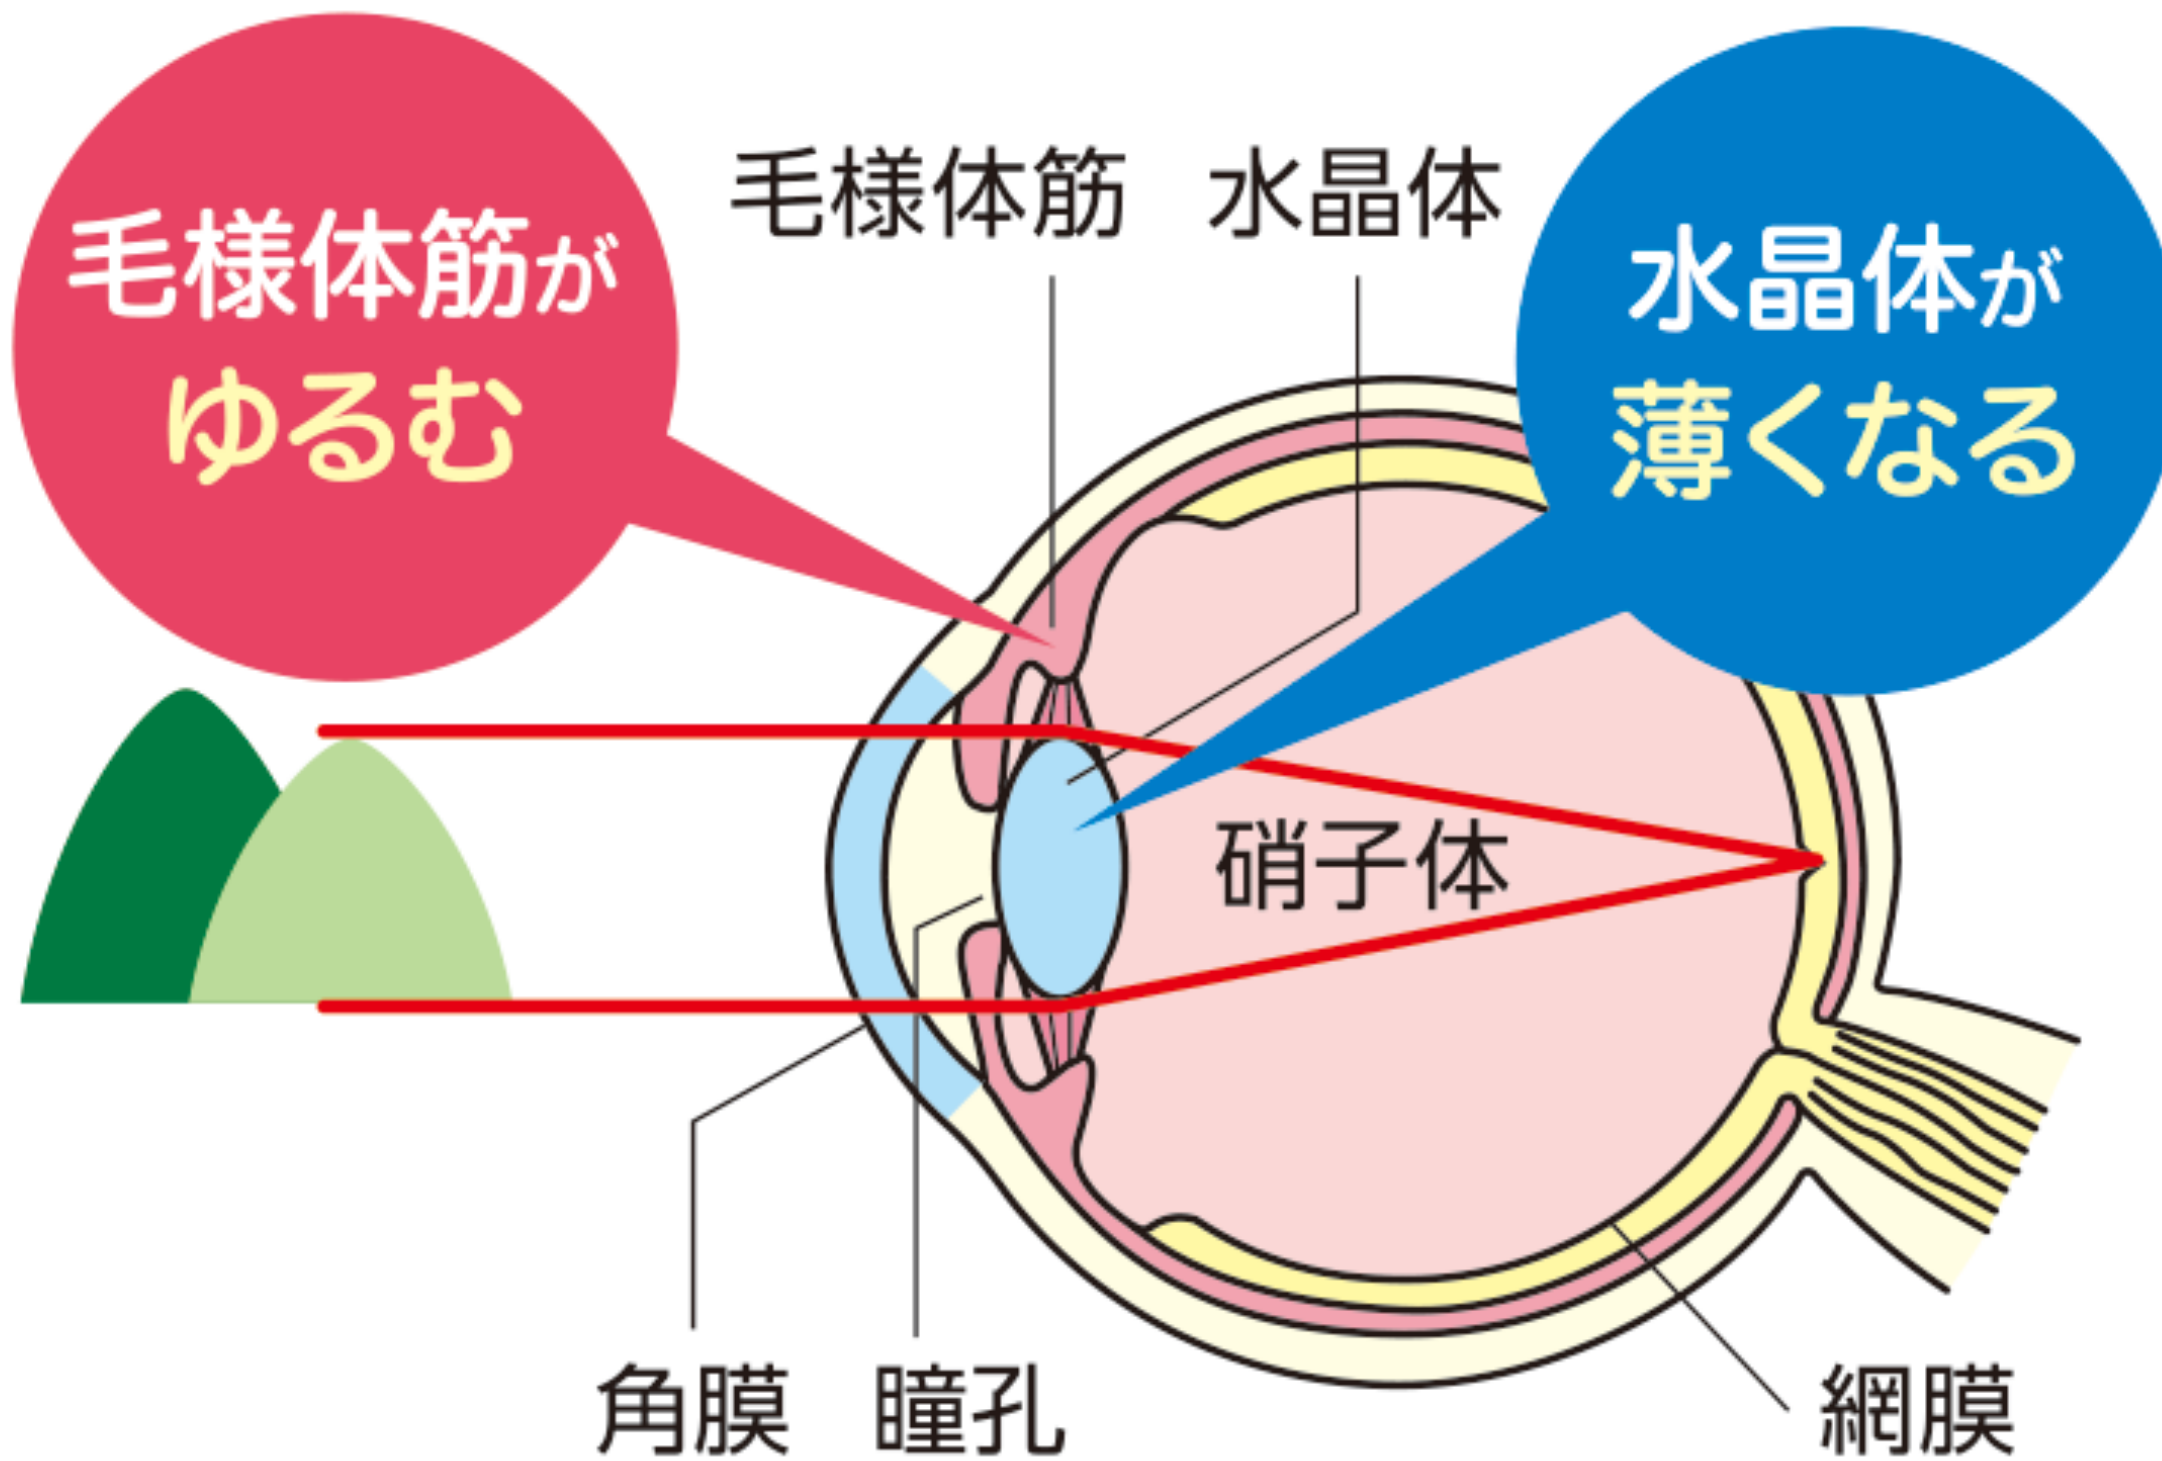 毛様体筋が
ゆるむ
毛様体筋
水晶体
水晶体が
薄くなる
硝子体
角膜
瞳孔
網膜